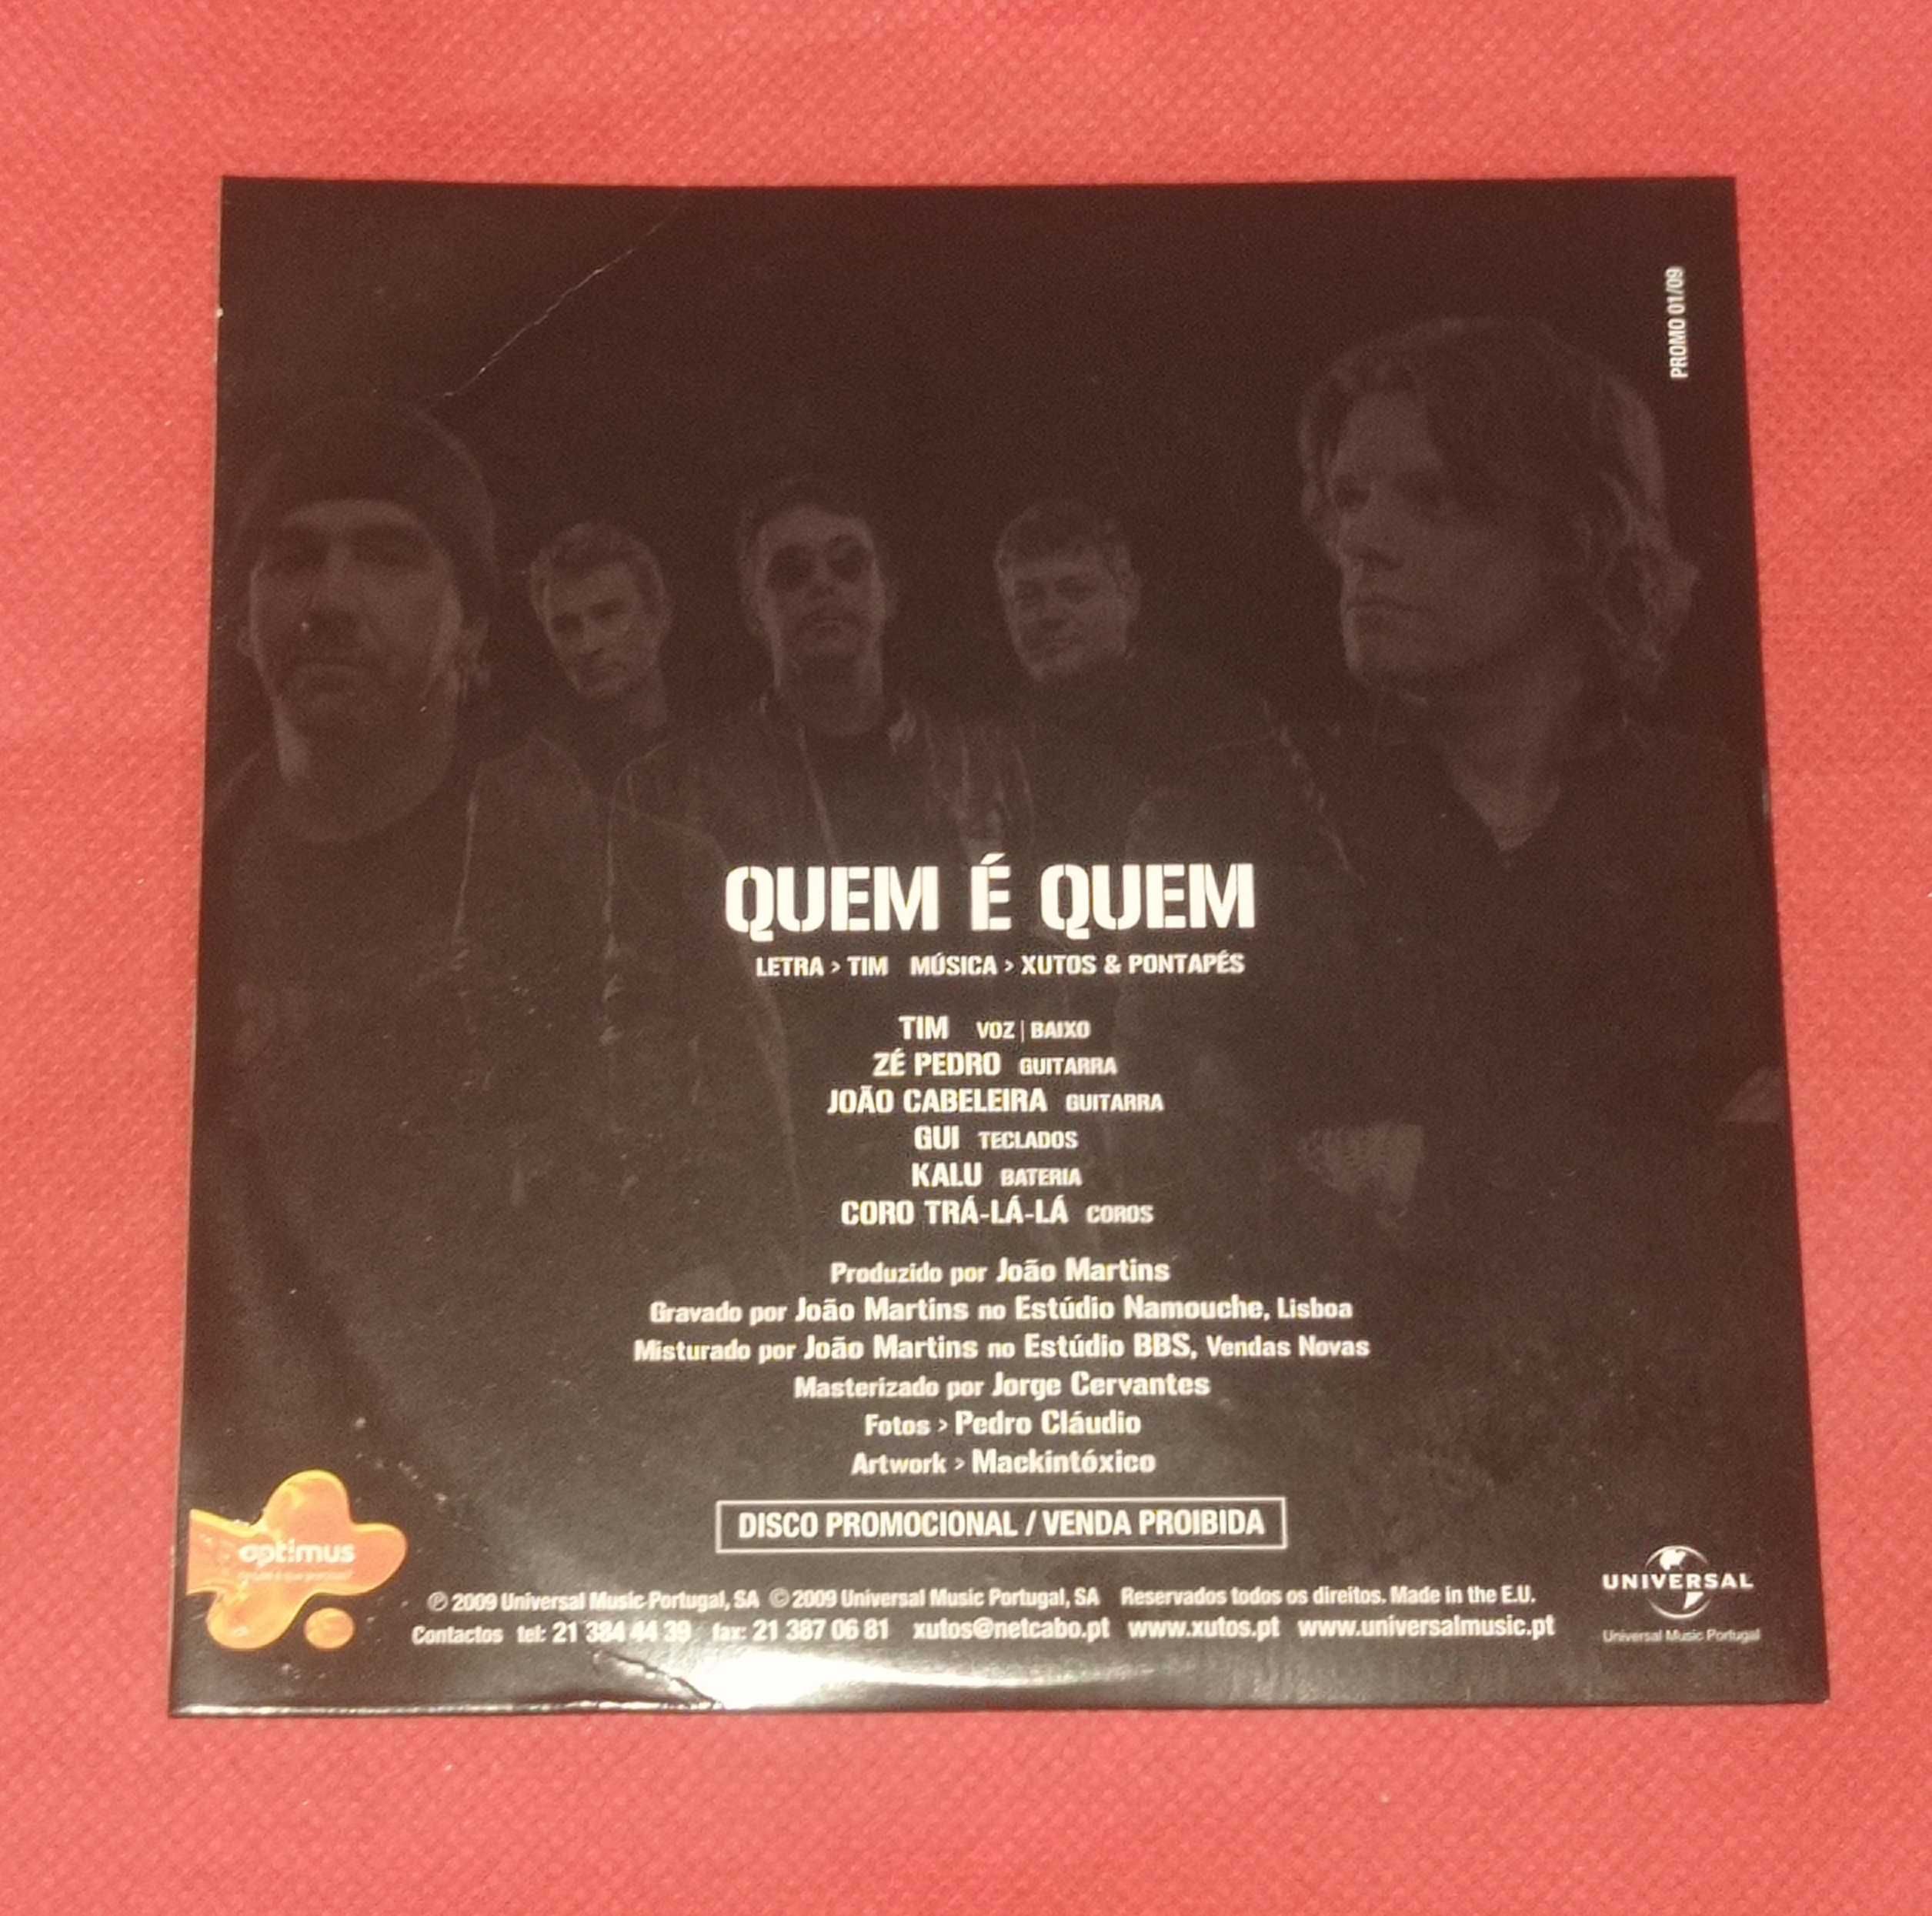 PROMO 01/09
QUEM É QUEM
LETRA > TIM MÚSICA > XUTOS & PONTAPÉS
TIM VOZ | BAIXO
ZÉ PEDRO GUITARRA
JOÃO CABELEIRA GUITARRA
GUI TECLADOS
KALU BATERIA
CORO TRÁ-LÁ-LÁ COROS
Produzido por João Martins
Gravado por João Martins no Estúdio Namouche, Lisboa
Misturado por João Martins no Estúdio BBS, Vendas Novas
Masterizado por Jorge Cervantes
Fotos > Pedro Cláudio
Artwork > Mackintóxico
DISCO PROMOCIONAL / VENDA PROIBIDA
optimus
℗ 2009 Universal Music Portugal, SA © 2009 Universal Music Portugal, SA Reservados todos os direitos. Made in the E.U.
Contactos tel: 21 384 44 39 fax: 21 387 06 81 xutos@netcabo.pt www.xutos.pt www.universalmusic.pt
UNIVERSAL
Universal Music Portugal